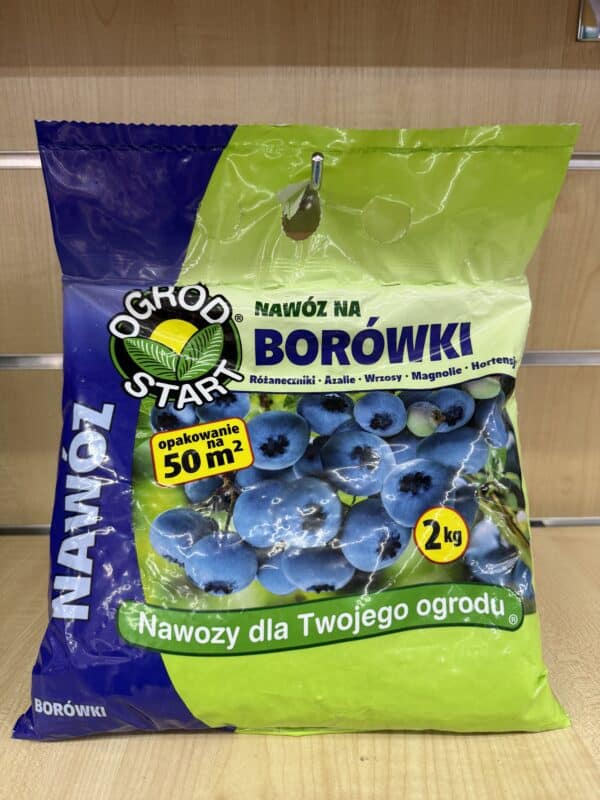 OGRÓD
START®
NAWÓZ NA
BORÓWKI
Różaneczniki · Azalie · Wrzosy · Magnolie · Hortensje
opakowanie
na
50 m²
2 kg
NAWÓZ
Nawozy dla Twojego ogrodu®
BORÓWKI